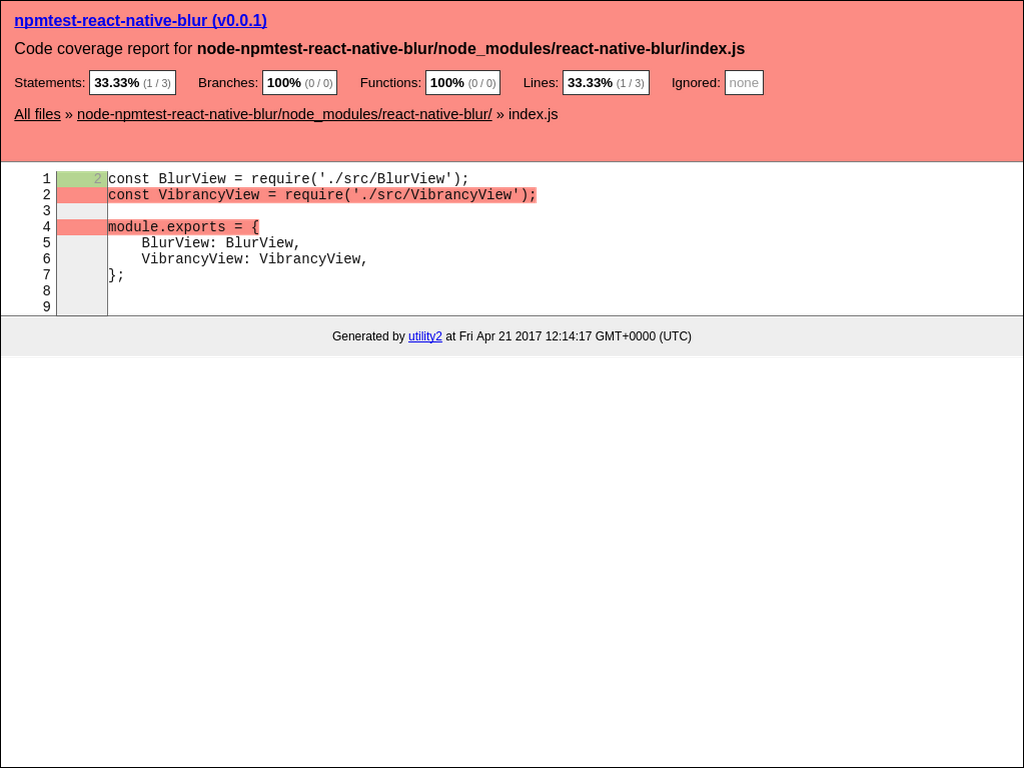 npmtest-react-native-blur (v0.0.1)
Code coverage report for node-npmtest-react-native-blur/node_modules/react-native-blur/index.js
Statements: 33.33% (1 / 3) Branches: 100% (0 / 0) Functions: 100% (0 / 0) Lines: 33.33% (1 / 3) Ignored: none
All files » node-npmtest-react-native-blur/node_modules/react-native-blur/ » index.js
1 2 const BlurView = require('./src/BlurView');
2 const VibrancyView = require('./src/VibrancyView');
3
4 module.exports = {
5     BlurView: BlurView,
6     VibrancyView: VibrancyView,
7 };
8
9
Generated by utility2 at Fri Apr 21 2017 12:14:17 GMT+0000 (UTC)